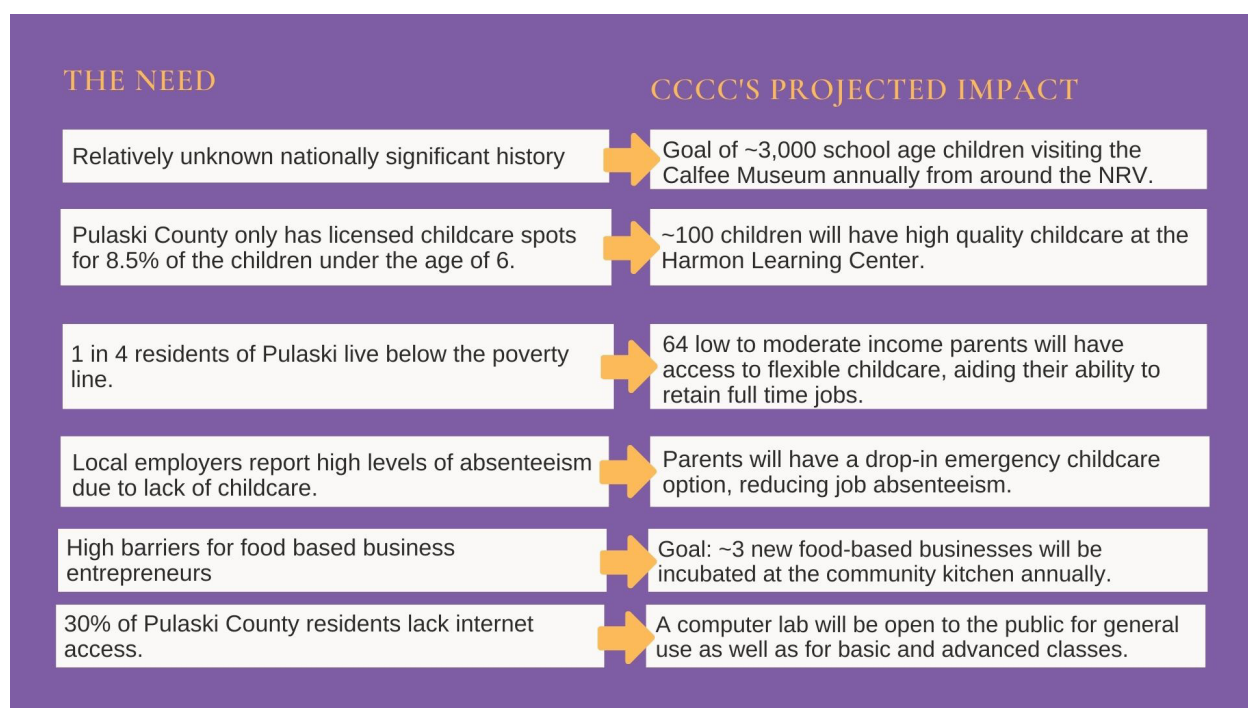 THE NEED
CCCC'S PROJECTED IMPACT
Relatively unknown nationally significant history
Goal of ~3,000 school age children visiting the
Calfee Museum annually from around the NRV.
Pulaski County only has licensed childcare spots
for 8.5% of the children under the age of 6.
~100 children will have high quality childcare at the
Harmon Learning Center.
1 in 4 residents of Pulaski live below the poverty
line.
64 low to moderate income parents will have
access to flexible childcare, aiding their ability to
retain full time jobs.
Local employers report high levels of absenteeism
due to lack of childcare.
Parents will have a drop-in emergency childcare
option, reducing job absenteeism.
High barriers for food based business
entrepreneurs
Goal: ~3 new food-based businesses will be
incubated at the community kitchen annually.
30% of Pulaski County residents lack internet
access.
A computer lab will be open to the public for general
use as well as for basic and advanced classes.